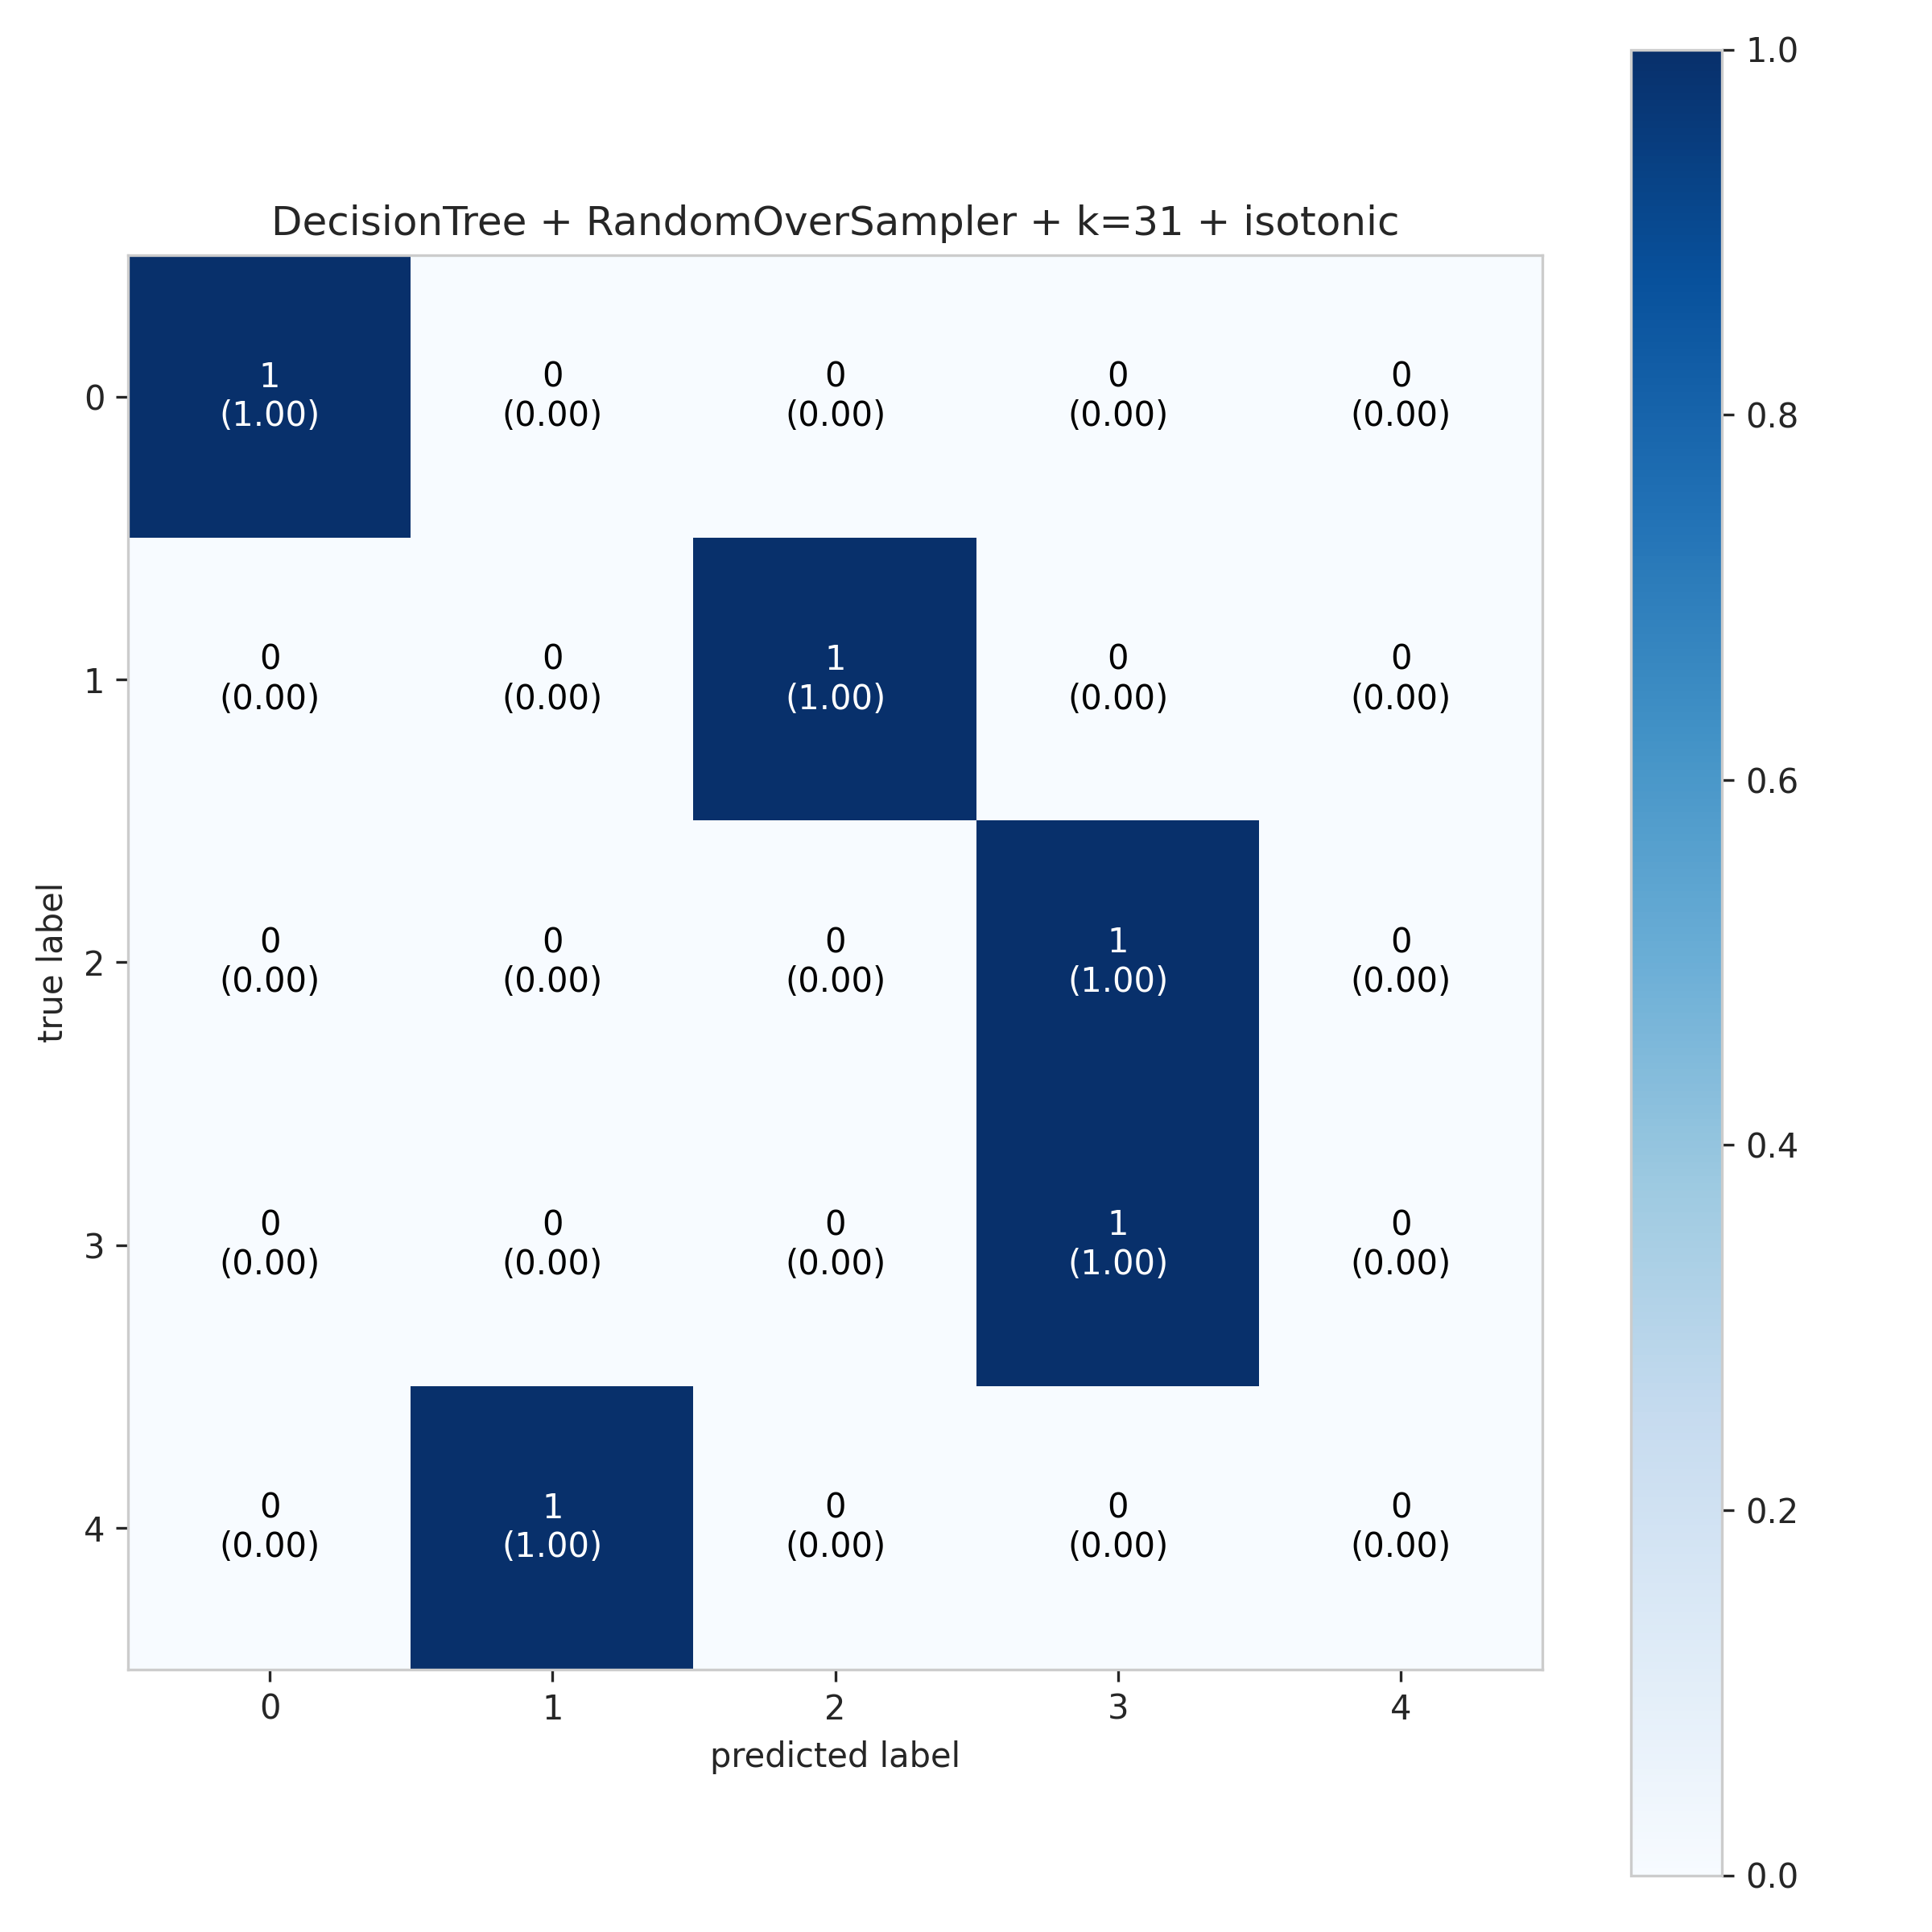 DecisionTree + RandomOverSampler + k=31 + isotonic
1 0 0 0 0
(1.00) (0.00) (0.00) (0.00) (0.00)
0 0 1 0 0
(0.00) (0.00) (1.00) (0.00) (0.00)
0 0 0 1 0
(0.00) (0.00) (0.00) (1.00) (0.00)
0 0 0 1 0
(0.00) (0.00) (0.00) (1.00) (0.00)
0 1 0 0 0
(0.00) (1.00) (0.00) (0.00) (0.00)
0
1
2
3
4
true label
0 1 2 3 4
predicted label
1.0
0.8
0.6
0.4
0.2
0.0